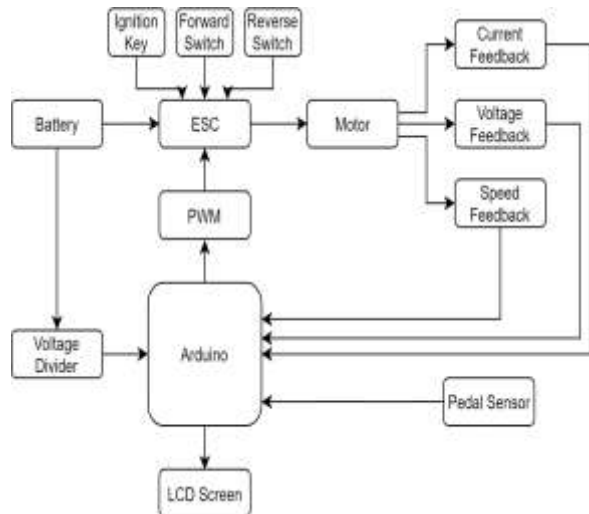 Ignition
Key
Forward
Switch
Reverse
Switch
Current
Feedback
Battery
ESC
Motor
Voltage
Feedback
PWM
Speed
Feedback
Voltage
Divider
Arduino
Pedal Sensor
LCD Screen